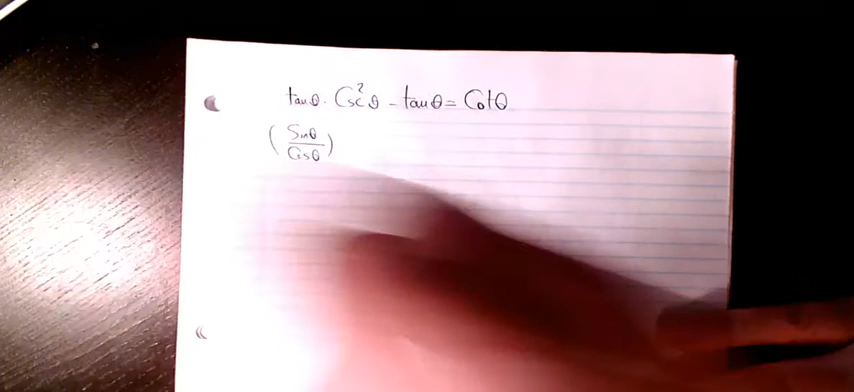 tanθ · Csc²θ - tanθ = Cotθ
(Sinθ/Cosθ)